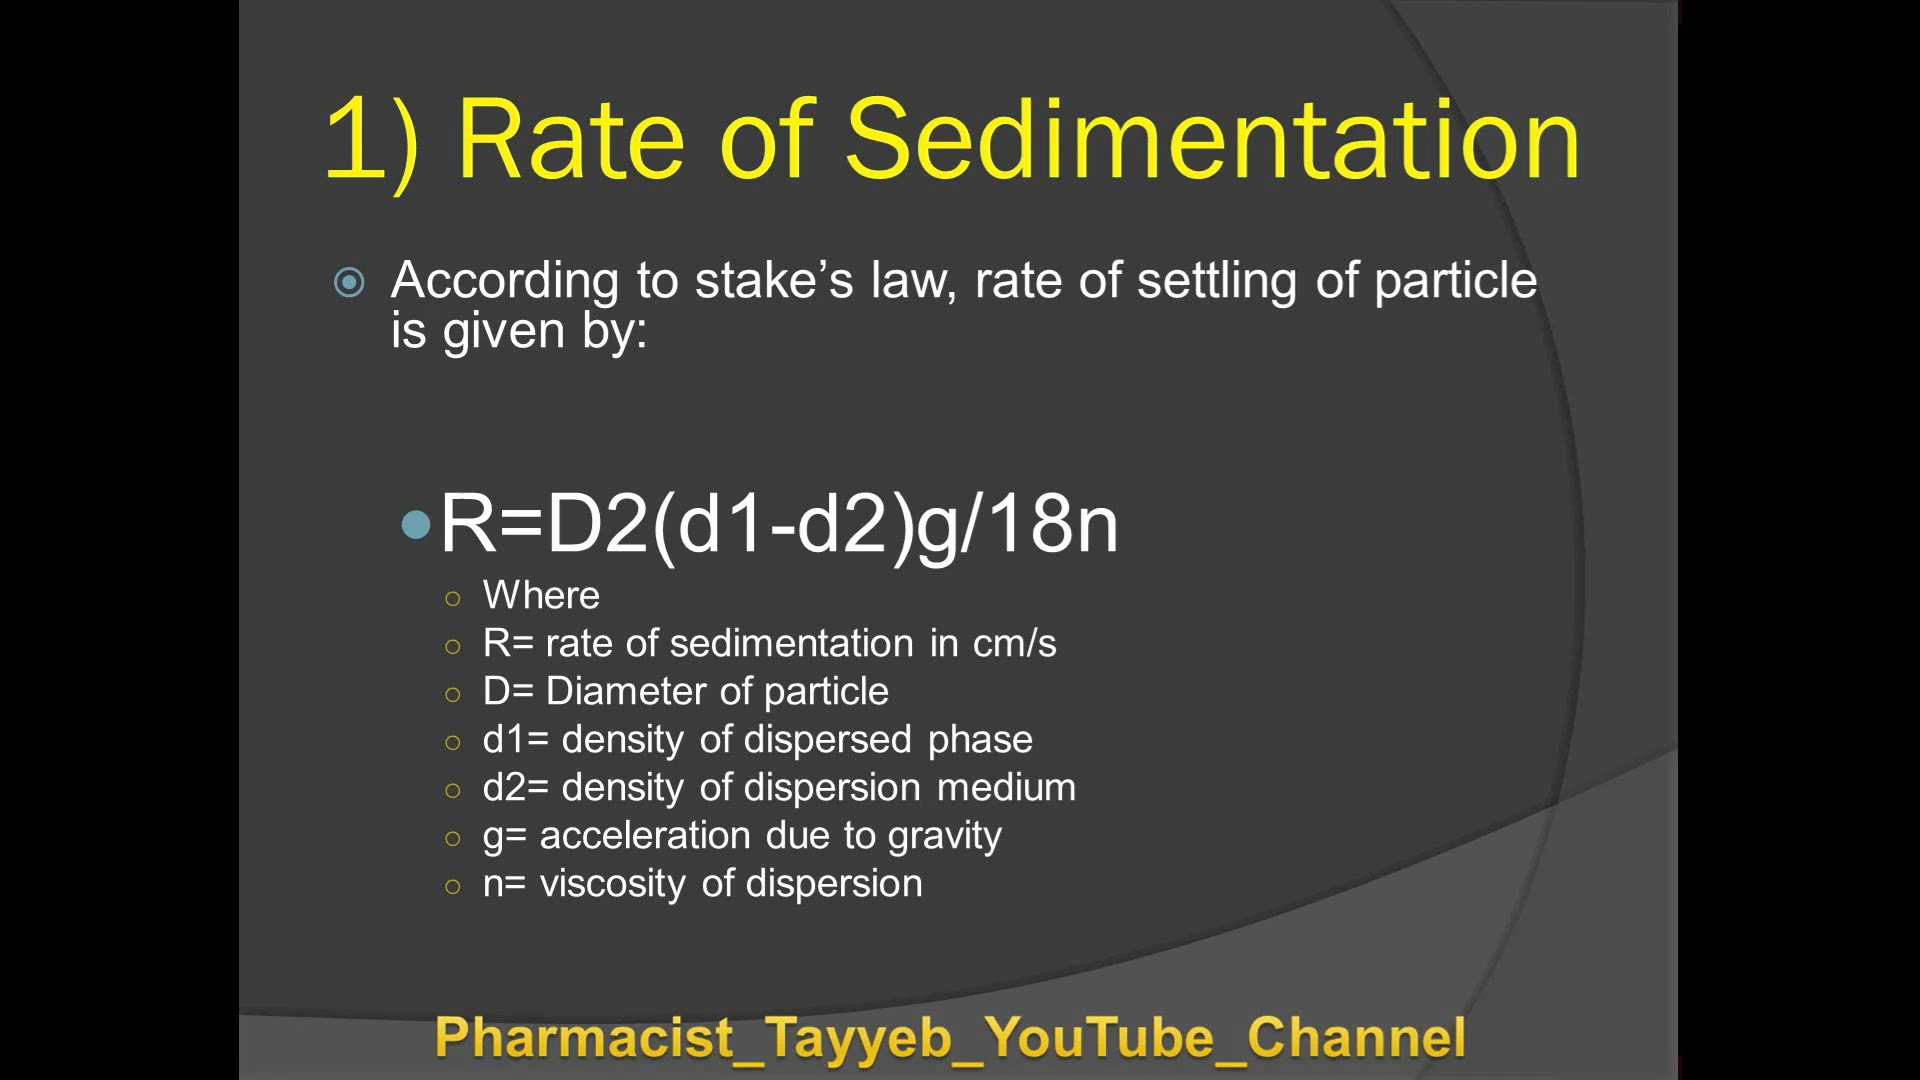 1) Rate of Sedimentation
According to stake’s law, rate of settling of particle
is given by:
R=D2(d1-d2)g/18n
Where
R= rate of sedimentation in cm/s
D= Diameter of particle
d1= density of dispersed phase
d2= density of dispersion medium
g= acceleration due to gravity
n= viscosity of dispersion
Pharmacist_Tayyeb_YouTube_Channel